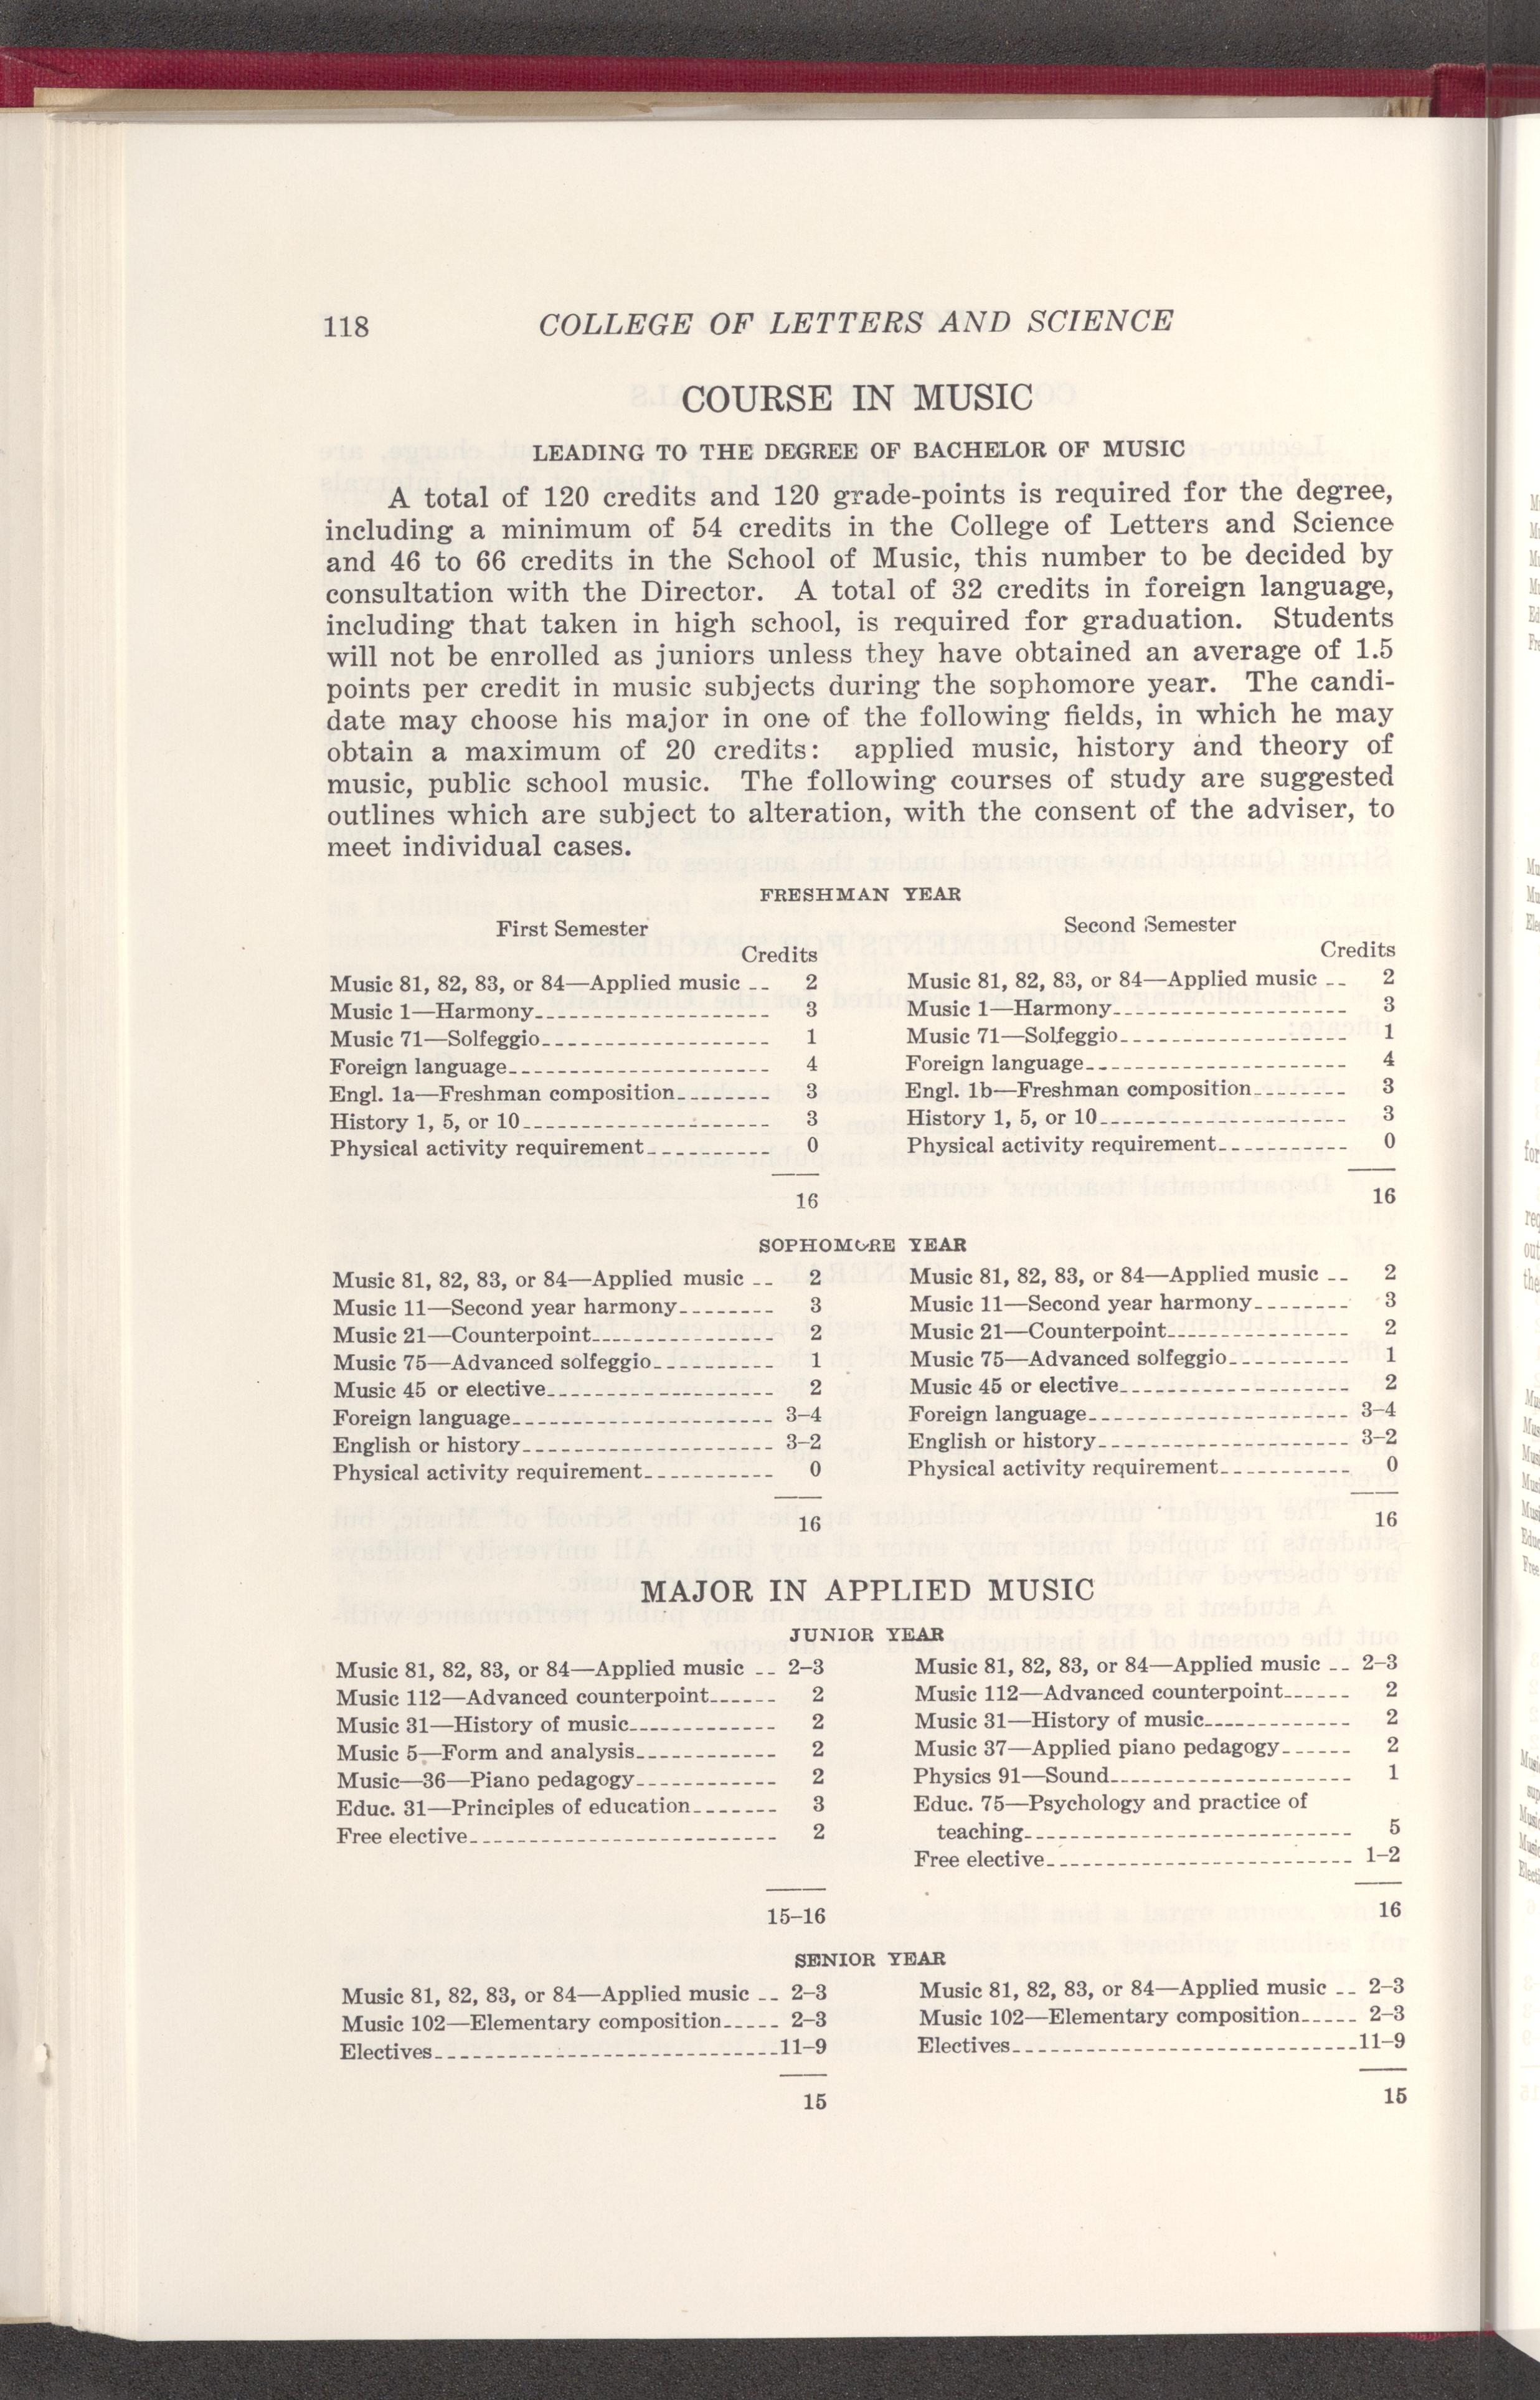 118 COLLEGE OF LETTERS AND SCIENCE
COURSE IN MUSIC
LEADING TO THE DEGREE OF BACHELOR OF MUSIC
A total of 120 credits and 120 grade-points is required for the degree,
including a minimum of 54 credits in the College of Letters and Science
and 46 to 66 credits in the School of Music, this number to be decided by
consultation with the Director. A total of 32 credits in foreign language,
including that taken in high school, is required for graduation. Students
will not be enrolled as juniors unless they have obtained an average of 1.5
points per credit in music subjects during the sophomore year. The candi-
date may choose his major in one of the following fields, in which he may
obtain a maximum of 20 credits: applied music, history and theory of
music, public school music. The following courses of study are suggested
outlines which are subject to alteration, with the consent of the adviser, to
meet individual cases.
FRESHMAN YEAR
First Semester Second Semester
Credits Credits
Music 81, 82, 83, or 84—Applied music 2 Music 81, 82, 83, or 84—Applied music 2
Music 1—Harmony 3 Music 1—Harmony 3
Music 71—Solfeggio 1 Music 71—Solfeggio 1
Foreign language 4 Foreign language 4
Engl. 1a—Freshman composition 3 Engl. 1b—Freshman composition 3
History 1, 5, or 10 3 History 1, 5, or 10 3
Physical activity requirement 0 Physical activity requirement 0
16 16
SOPHOMORE YEAR
Music 81, 82, 83, or 84—Applied music 2 Music 81, 82, 83, or 84—Applied music 2
Music 11—Second year harmony 3 Music 11—Second year harmony 3
Music 21—Counterpoint 2 Music 21—Counterpoint 2
Music 75—Advanced solfeggio 1 Music 75—Advanced solfeggio 1
Music 45 or elective 2 Music 45 or elective 2
Foreign language 3–4 Foreign language 3–4
English or history 3–2 English or history 3–2
Physical activity requirement 0 Physical activity requirement 0
16 16
MAJOR IN APPLIED MUSIC
JUNIOR YEAR
Music 81, 82, 83, or 84—Applied music 2–3 Music 81, 82, 83, or 84—Applied music 2–3
Music 112—Advanced counterpoint 2 Music 112—Advanced counterpoint 2
Music 31—History of music 2 Music 31—History of music 2
Music 5—Form and analysis 2 Music 37—Applied piano pedagogy 2
Music—36—Piano pedagogy 2 Physics 91—Sound 1
Educ. 31—Principles of education 3 Educ. 75—Psychology and practice of
Free elective 2 teaching 5
Free elective 1–2
15–16 16
SENIOR YEAR
Music 81, 82, 83, or 84—Applied music 2–3 Music 81, 82, 83, or 84—Applied music 2–3
Music 102—Elementary composition 2–3 Music 102—Elementary composition 2–3
Electives 11–9 Electives 11–9
15 15